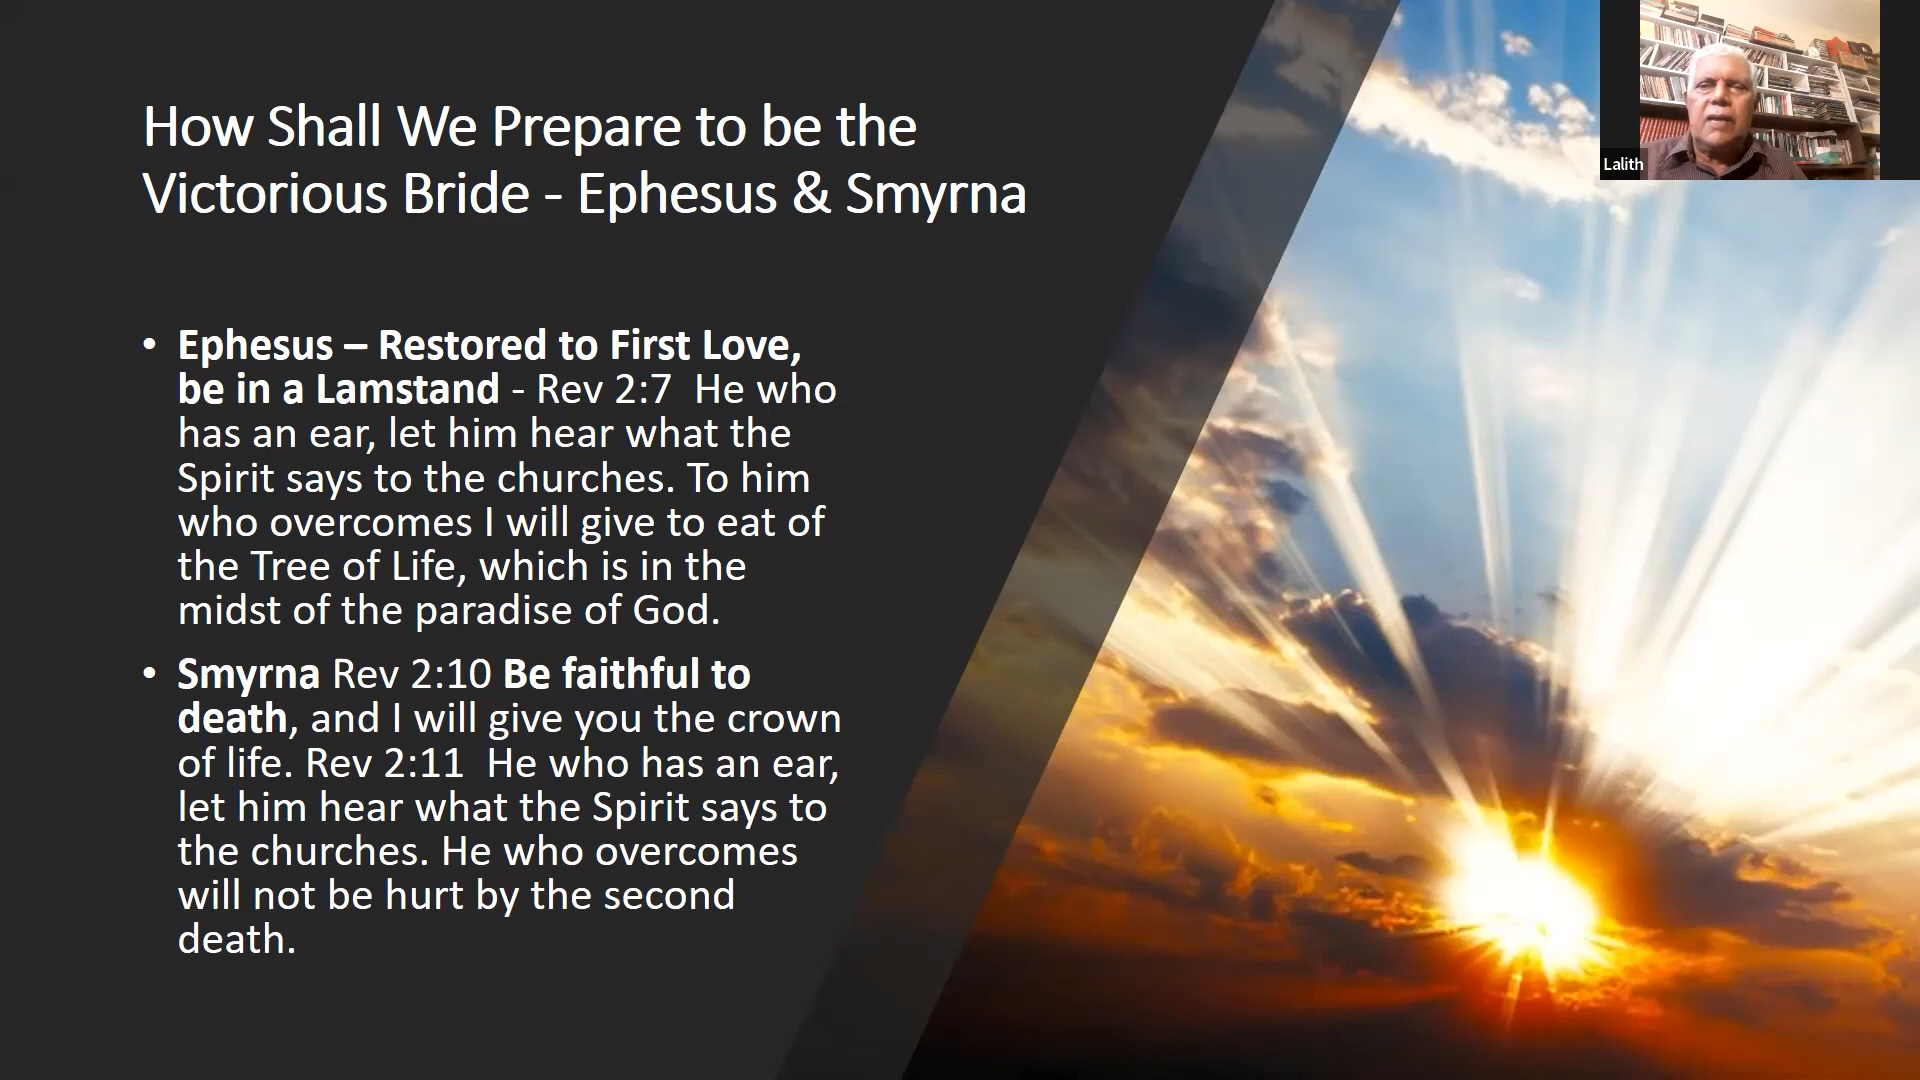 How Shall We Prepare to be the
Victorious Bride - Ephesus & Smyrna
• Ephesus – Restored to First Love,
be in a Lamstand - Rev 2:7  He who
has an ear, let him hear what the
Spirit says to the churches. To him
who overcomes I will give to eat of
the Tree of Life, which is in the
midst of the paradise of God.
• Smyrna Rev 2:10 Be faithful to
death, and I will give you the crown
of life. Rev 2:11  He who has an ear,
let him hear what the Spirit says to
the churches. He who overcomes
will not be hurt by the second
death.
Lalith